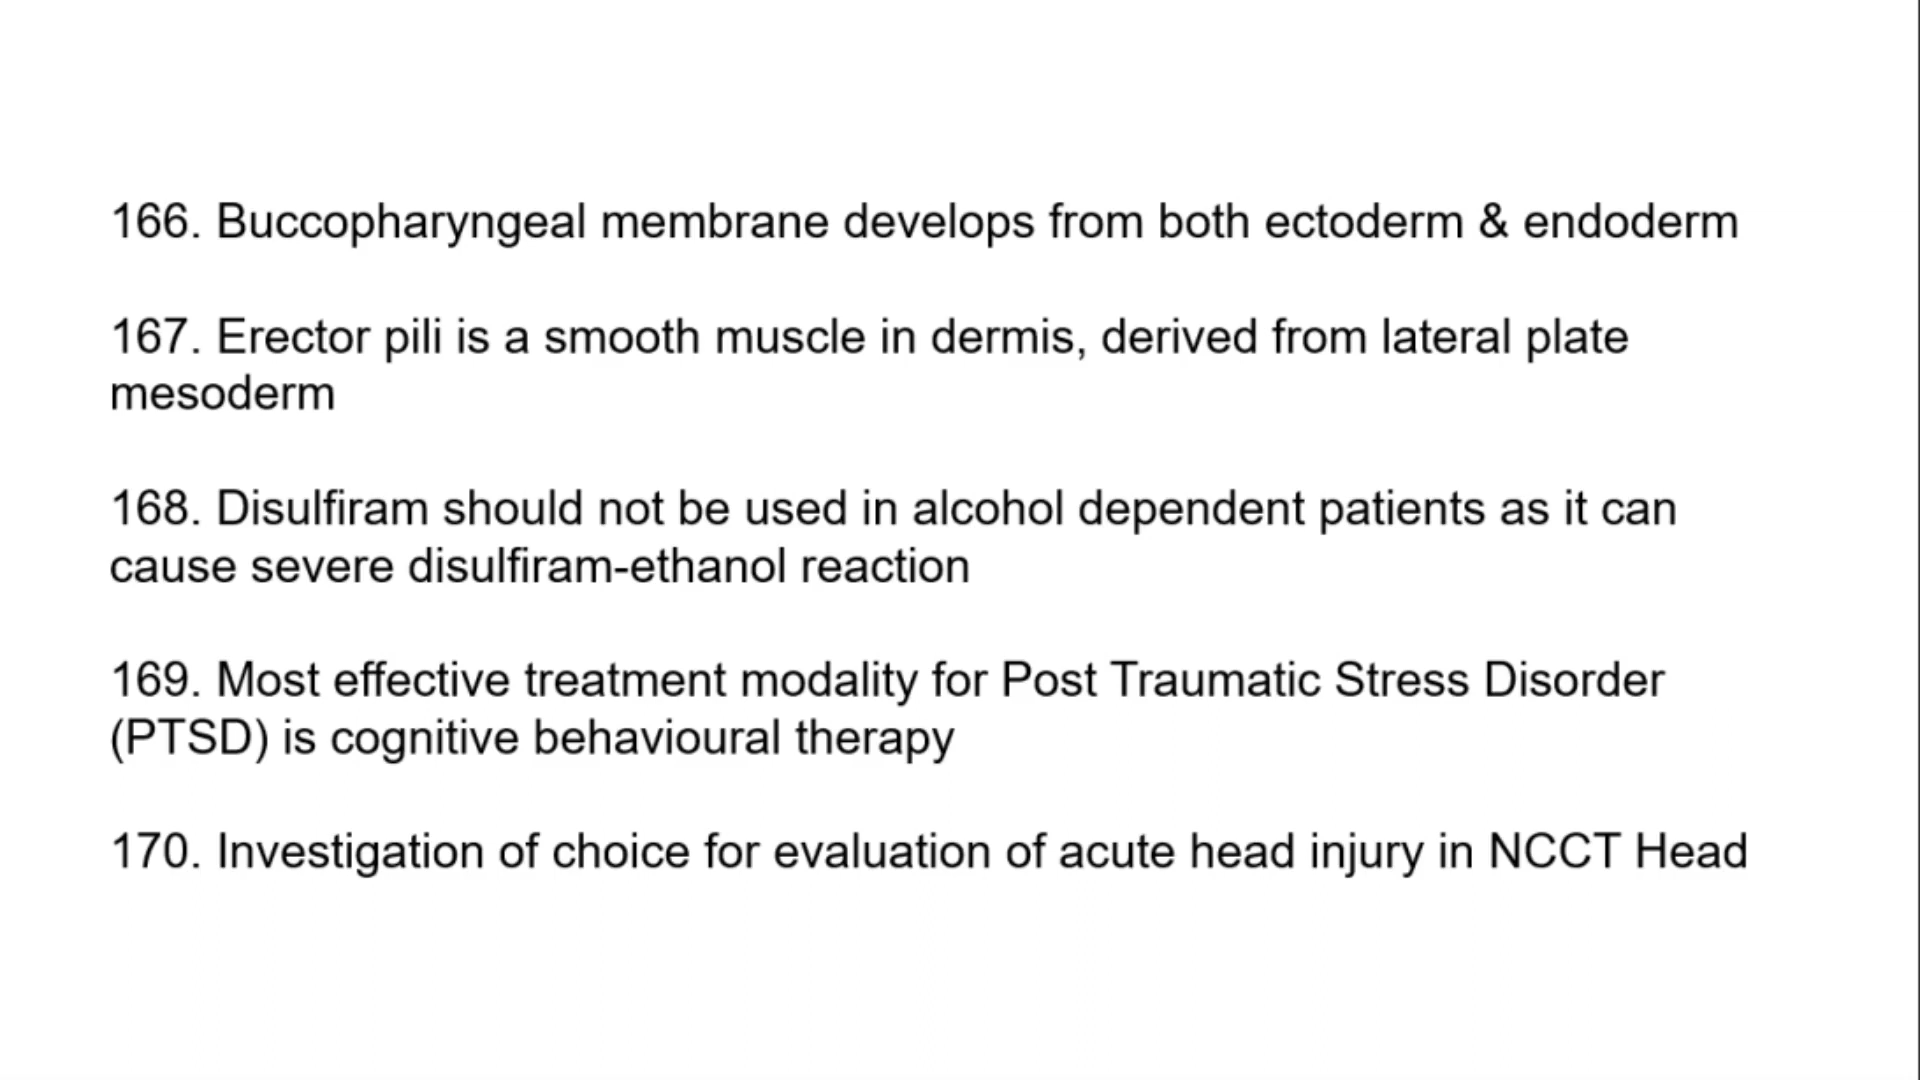 166. Buccopharyngeal membrane develops from both ectoderm & endoderm
167. Erector pili is a smooth muscle in dermis, derived from lateral plate
mesoderm
168. Disulfiram should not be used in alcohol dependent patients as it can
cause severe disulfiram-ethanol reaction
169. Most effective treatment modality for Post Traumatic Stress Disorder
(PTSD) is cognitive behavioural therapy
170. Investigation of choice for evaluation of acute head injury in NCCT Head